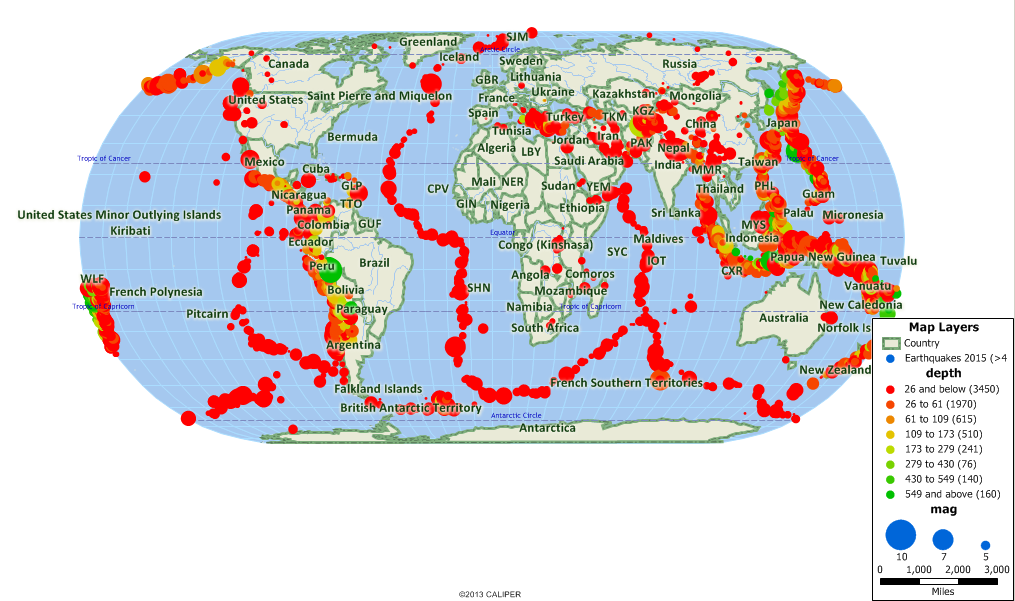 SJM
Greenland
Arctic Circle
Iceland
Sweden
Canada
Russia
GBR
Lithuania
United States
Saint Pierre and Miquelon
France
Ukraine
Kazakhstan
Mongolia
Spain
Turkey
TKM
KGZ
China
Japan
Bermuda
Tunisia
Jordan
Iran
PAK
Nepal
Algeria
LBY
Tropic of Cancer
Mexico
Cuba
Saudi Arabia
India
MMR
Taiwan
Tropic of Cancer
GLP
CPV
Mali
NER
Sudan
YEM
Thailand
PHL
Guam
Nicaragua
TTO
GIN
Nigeria
Ethiopia
Sri Lanka
Palau
Micronesia
United States Minor Outlying Islands
Panama
Colombia
GUF
MYS
Kiribati
Equator
Maldives
Indonesia
Ecuador
Congo (Kinshasa)
SYC
Peru
Brazil
IOT
Papua New Guinea
Tuvalu
WLF
Angola
Comoros
CXR
French Polynesia
Bolivia
SHN
Mozambique
Vanuatu
Tropic of Capricorn
Pitcairn
Paraguay
Namibia
Tropic of Capricorn
New Caledonia
Australia
South Africa
Norfolk Is
Argentina
New Zealand
Falkland Islands
French Southern Territories
British Antarctic Territory
Antarctic Circle
Antarctica
Map Layers
Country
Earthquakes 2015 (>4
depth
26 and below (3450)
26 to 61 (1970)
61 to 109 (615)
109 to 173 (510)
173 to 279 (241)
279 to 430 (76)
430 to 549 (140)
549 and above (160)
mag
10 7 5
0 1,000 2,000 3,000
Miles
©2013 CALIPER